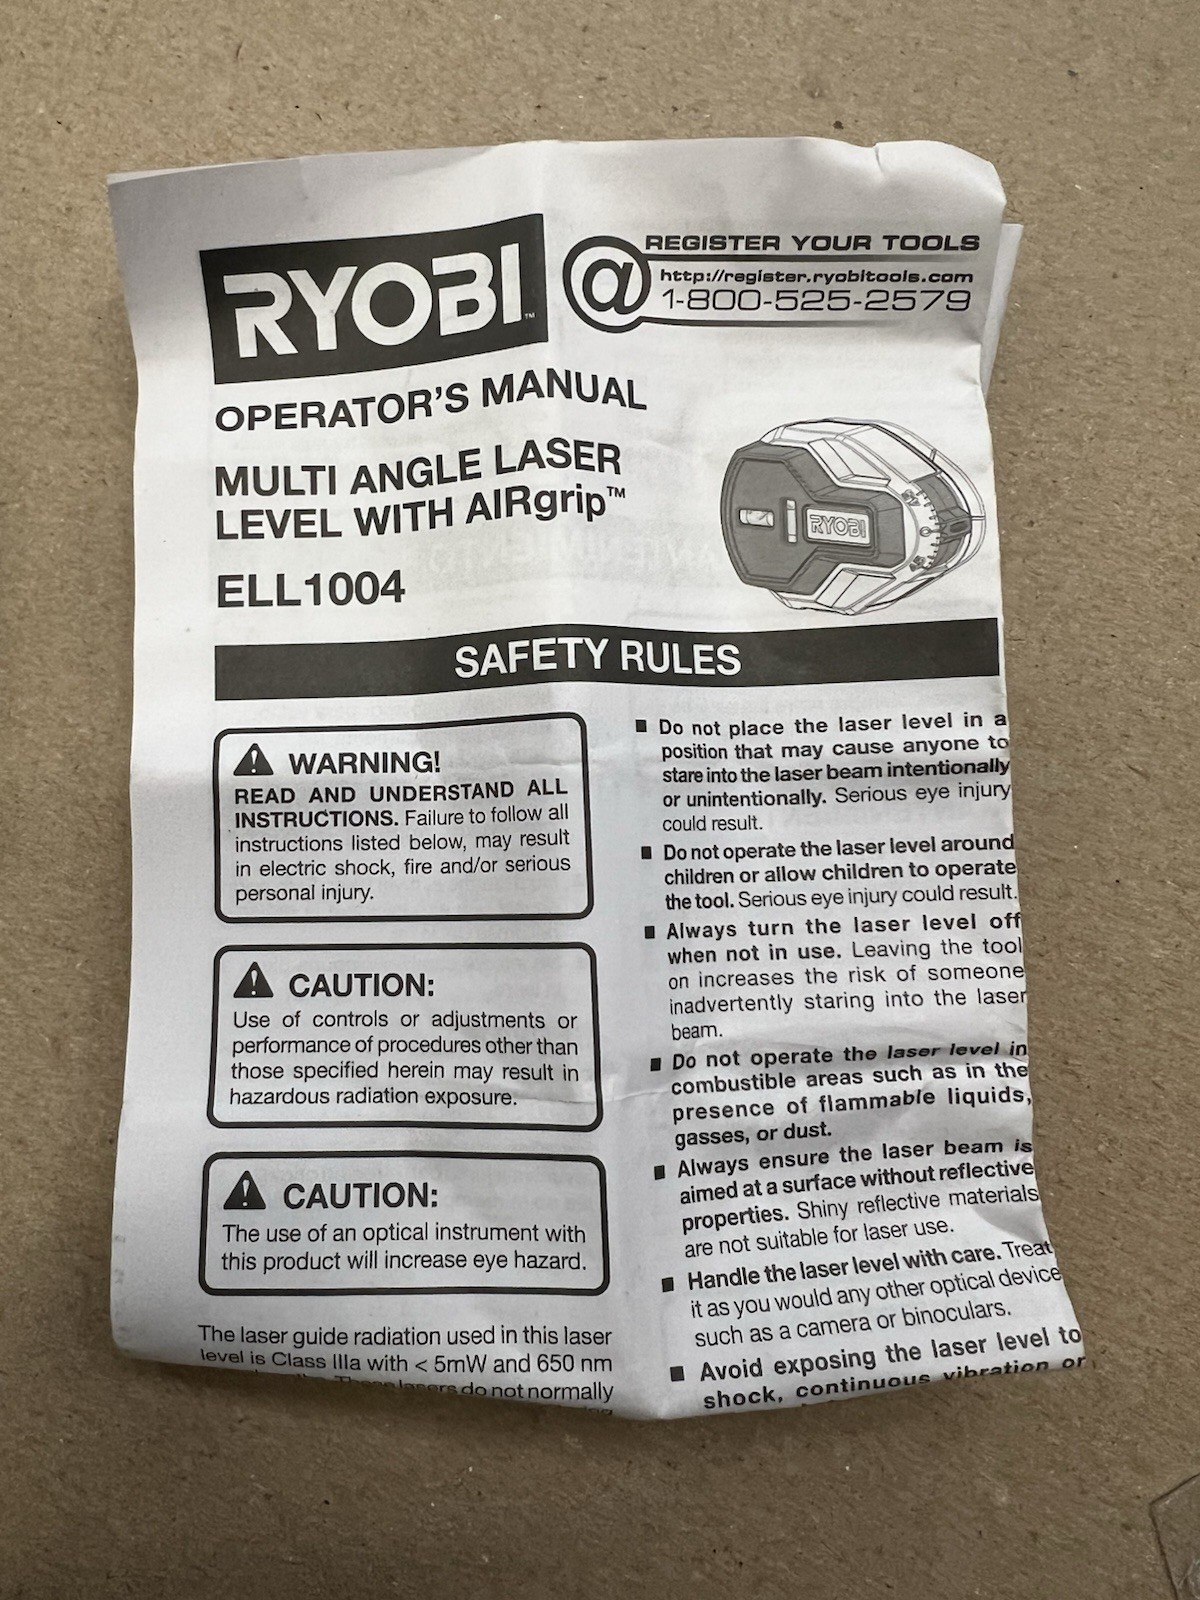 RYOBI™
@
REGISTER YOUR TOOLS
http://register.ryobitools.com
1-800-525-2579
OPERATOR'S MANUAL
MULTI ANGLE LASER
LEVEL WITH AIRgrip™
ELL1004
RYOBI
45
0
45
SAFETY RULES
WARNING!
READ AND UNDERSTAND ALL
INSTRUCTIONS. Failure to follow all
instructions listed below, may result
in electric shock, fire and/or serious
personal injury.
CAUTION:
Use of controls or adjustments or
performance of procedures other than
those specified herein may result in
hazardous radiation exposure.
CAUTION:
The use of an optical instrument with
this product will increase eye hazard.
The laser guide radiation used in this laser
level is Class IIIa with < 5mW and 650 nm
These lasers do not normally
■ Do not place the laser level in a
position that may cause anyone to
stare into the laser beam intentionally
or unintentionally. Serious eye injury
could result.
■ Do not operate the laser level around
children or allow children to operate
the tool. Serious eye injury could result.
■ Always turn the laser level off
when not in use. Leaving the tool
on increases the risk of someone
inadvertently staring into the laser
beam.
■ Do not operate the laser level in
combustible areas such as in the
presence of flammable liquids,
gasses, or dust.
■ Always ensure the laser beam is
aimed at a surface without reflective
properties. Shiny reflective materials
are not suitable for laser use.
■ Handle the laser level with care. Treat
it as you would any other optical device
such as a camera or binoculars.
■ Avoid exposing the laser level to
shock, continuous vibration or